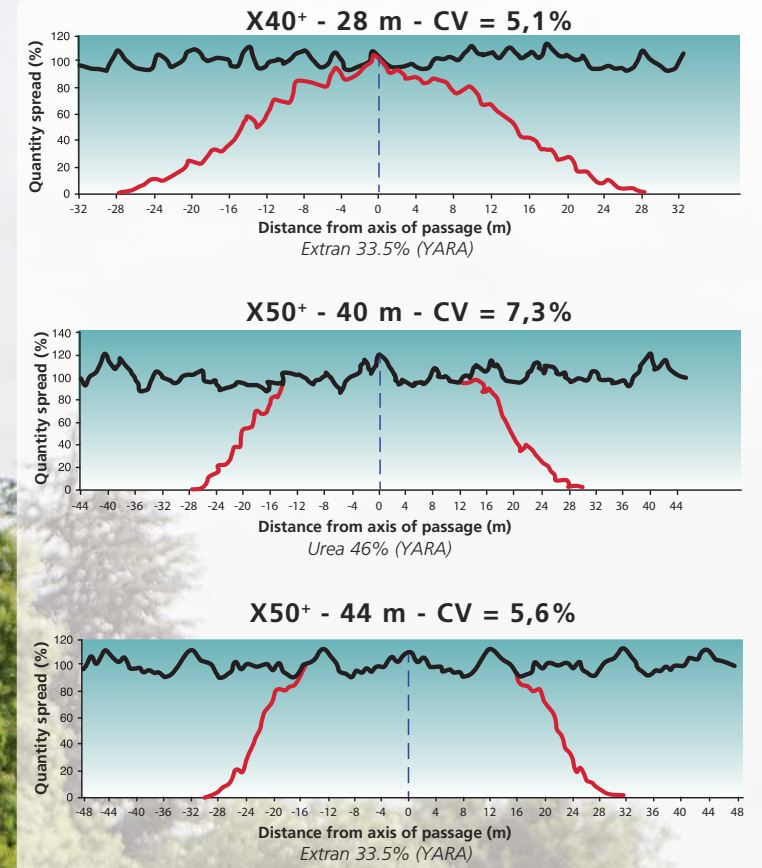 X40+ - 28 m - CV = 5,1%
Quantity spread (%)
120
100
80
60
40
20
0
-32 -28 -24 -20 -16 -12 -8 -4 0 4 8 12 16 20 24 28 32
Distance from axis of passage (m)
Extran 33.5% (YARA)
X50+ - 40 m - CV = 7,3%
Quantity spread (%)
140
120
100
80
60
40
20
0
-44 -40 -36 -32 -28 -24 -20 -16 -12 -8 -4 0 4 8 12 16 20 24 28 32 36 40 44
Distance from axis of passage (m)
Urea 46% (YARA)
X50+ - 44 m - CV = 5,6%
Quantity spread (%)
120
100
80
60
40
20
0
-48 -44 -36 -32 -28 -24 -20 -16 -12 -8 -4 0 4 8 12 16 20 24 28 32 36 40 44 48
Distance from axis of passage (m)
Extran 33.5% (YARA)